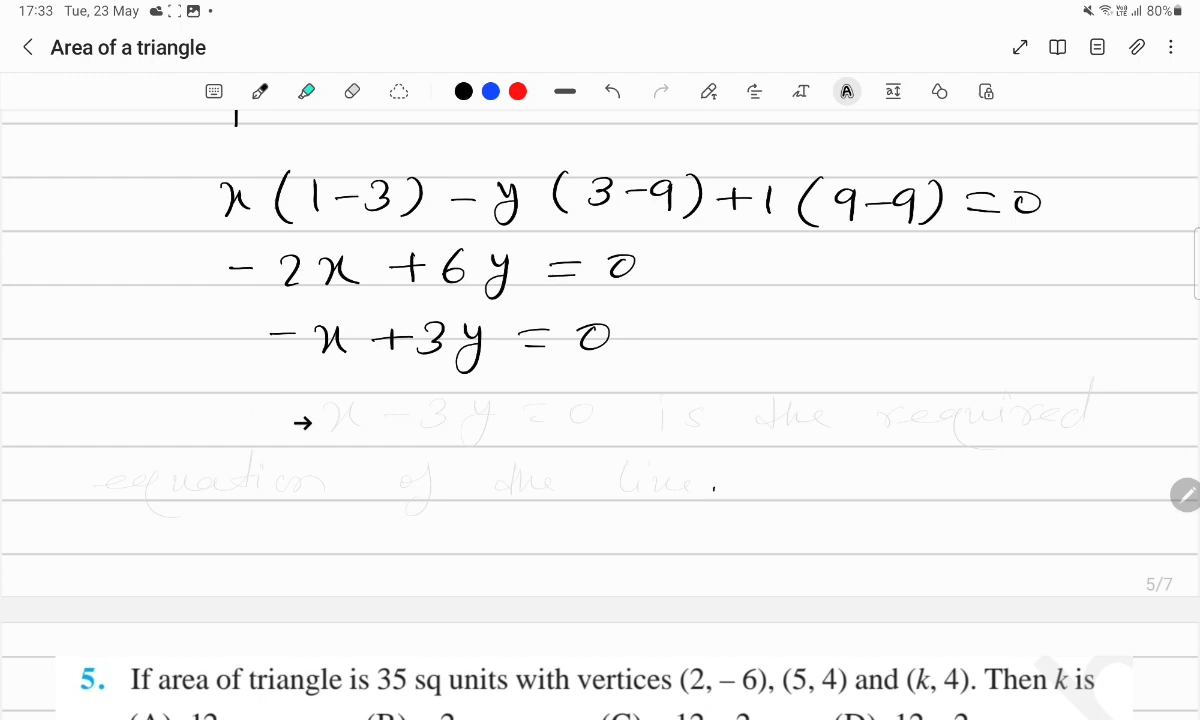 17:33 Tue, 23 May 80%
Area of a triangle
x(1-3) - y(3-9) + 1(9-9) = 0
- 2x + 6y = 0
- x + 3y = 0
→ x - 3y = 0 is the required
equation of the line.
5/7
5. If area of triangle is 35 sq units with vertices (2, – 6), (5, 4) and (k, 4). Then k is